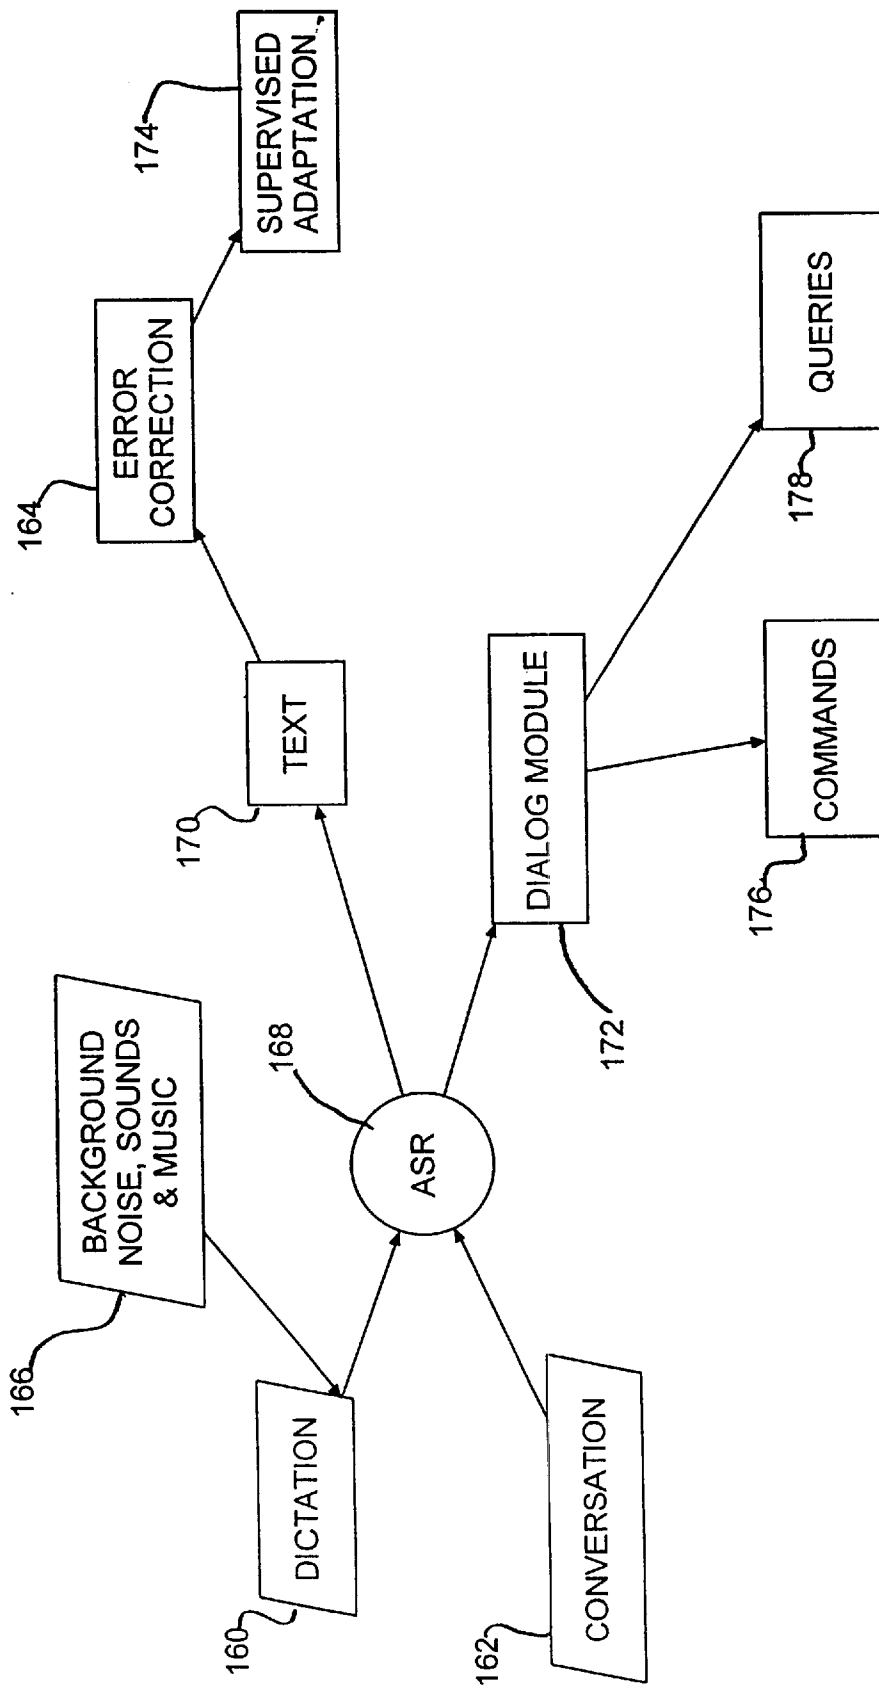 166
BACKGROUND
NOISE, SOUNDS
& MUSIC
160
DICTATION
162
CONVERSATION
168
ASR
170
TEXT
164
ERROR
CORRECTION
174
SUPERVISED
ADAPTATION
172
DIALOG MODULE
176
COMMANDS
178
QUERIES